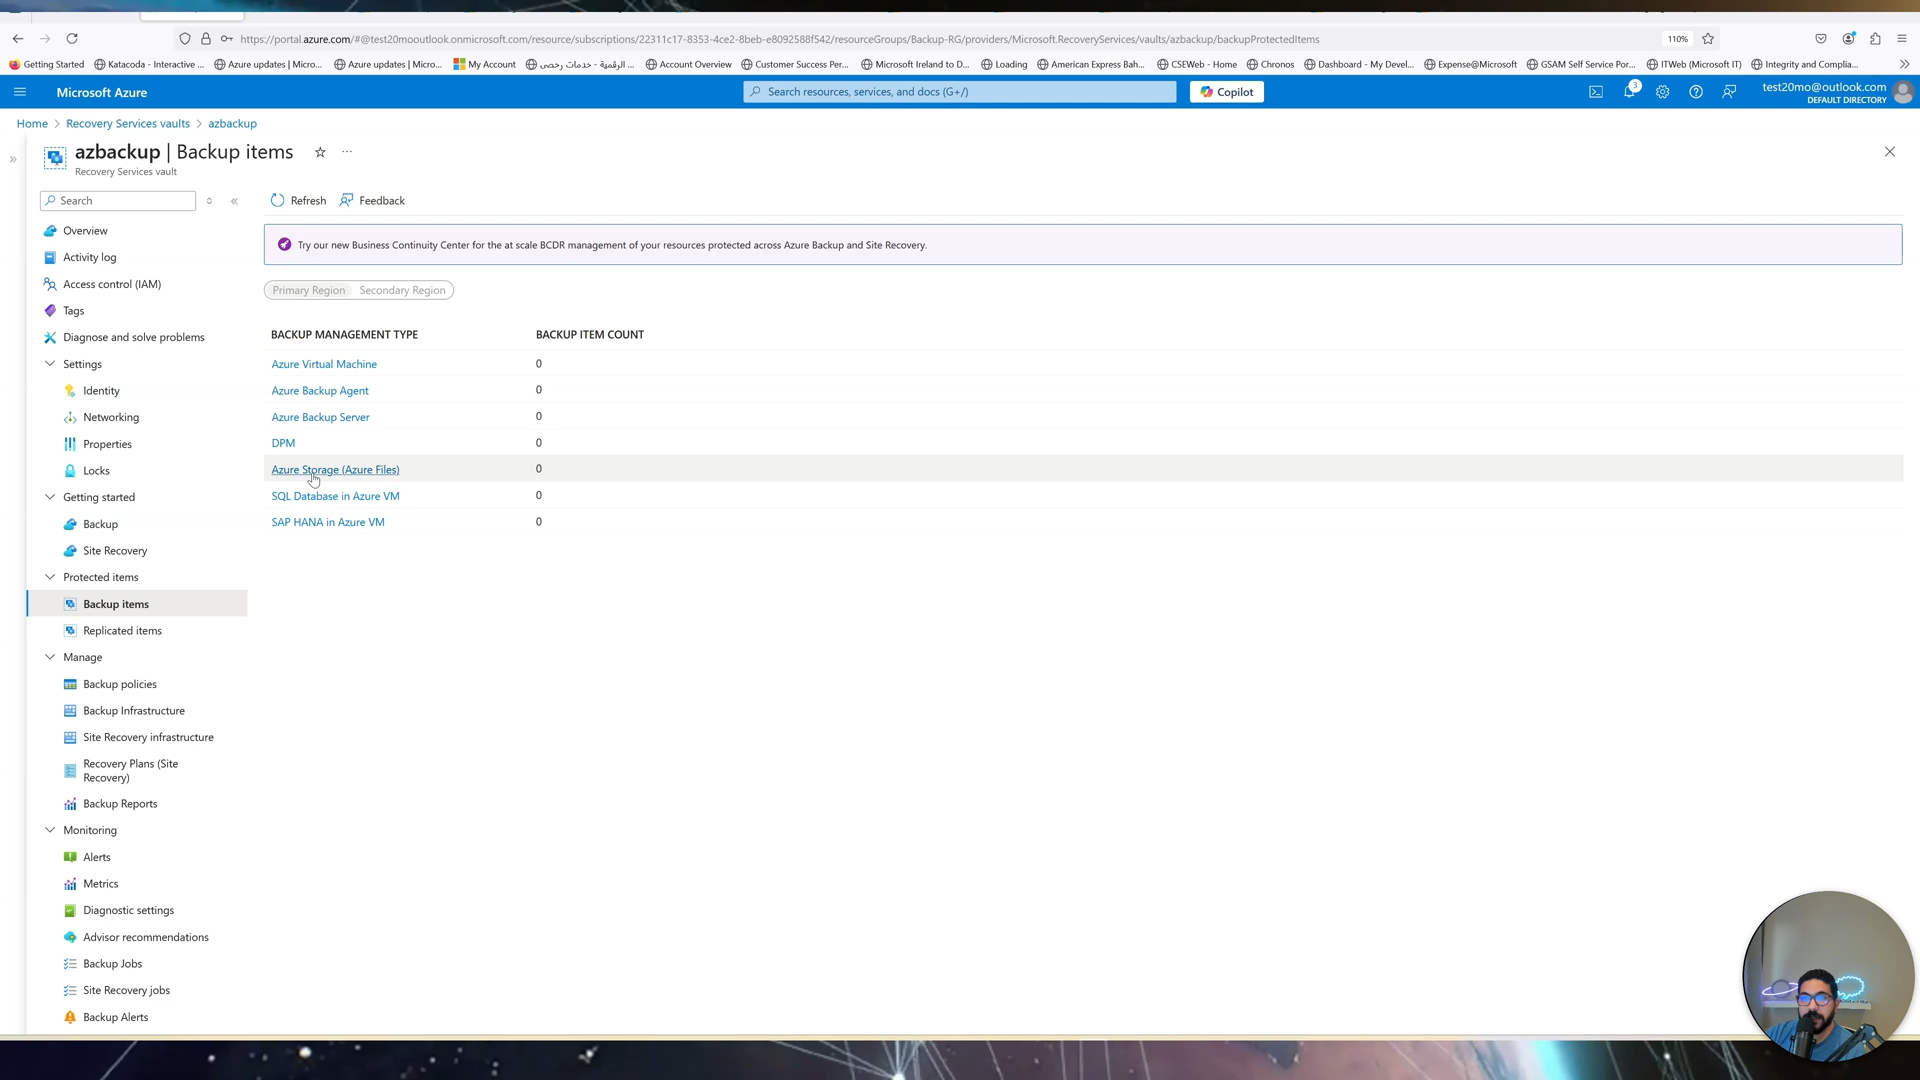 https://portal.azure.com/#@test20mooutlook.onmicrosoft.com/resource/subscriptions/22311c17-8353-4ce2-8beb-e8092588f542/resourceGroups/Backup-RG/providers/Microsoft.RecoveryServices/vaults/azbackup/backupProtectedItems
110%
Getting Started
Katacoda - Interactive ...
Azure updates | Micro...
Azure updates | Micro...
My Account
الرقمية - خدمات رخصی ...
Account Overview
Customer Success Per...
Microsoft Ireland to D...
Loading
American Express Bah...
CSEWeb - Home
Chronos
Dashboard - My Devel...
Expense@Microsoft
GSAM Self Service Por...
ITWeb (Microsoft IT)
Integrity and Complia...
Microsoft Azure
Search resources, services, and docs (G+/)
Copilot
3
test20mo@outlook.com
DEFAULT DIRECTORY
Home > Recovery Services vaults > azbackup
azbackup | Backup items
Recovery Services vault
Search
Overview
Activity log
Access control (IAM)
Tags
Diagnose and solve problems
Settings
Identity
Networking
Properties
Locks
Getting started
Backup
Site Recovery
Protected items
Backup items
Replicated items
Manage
Backup policies
Backup Infrastructure
Site Recovery infrastructure
Recovery Plans (Site
Recovery)
Backup Reports
Monitoring
Alerts
Metrics
Diagnostic settings
Advisor recommendations
Backup Jobs
Site Recovery jobs
Backup Alerts
Refresh
Feedback
Try our new Business Continuity Center for the at scale BCDR management of your resources protected across Azure Backup and Site Recovery.
Primary Region Secondary Region
BACKUP MANAGEMENT TYPE BACKUP ITEM COUNT
Azure Virtual Machine 0
Azure Backup Agent 0
Azure Backup Server 0
DPM 0
Azure Storage (Azure Files) 0
SQL Database in Azure VM 0
SAP HANA in Azure VM 0